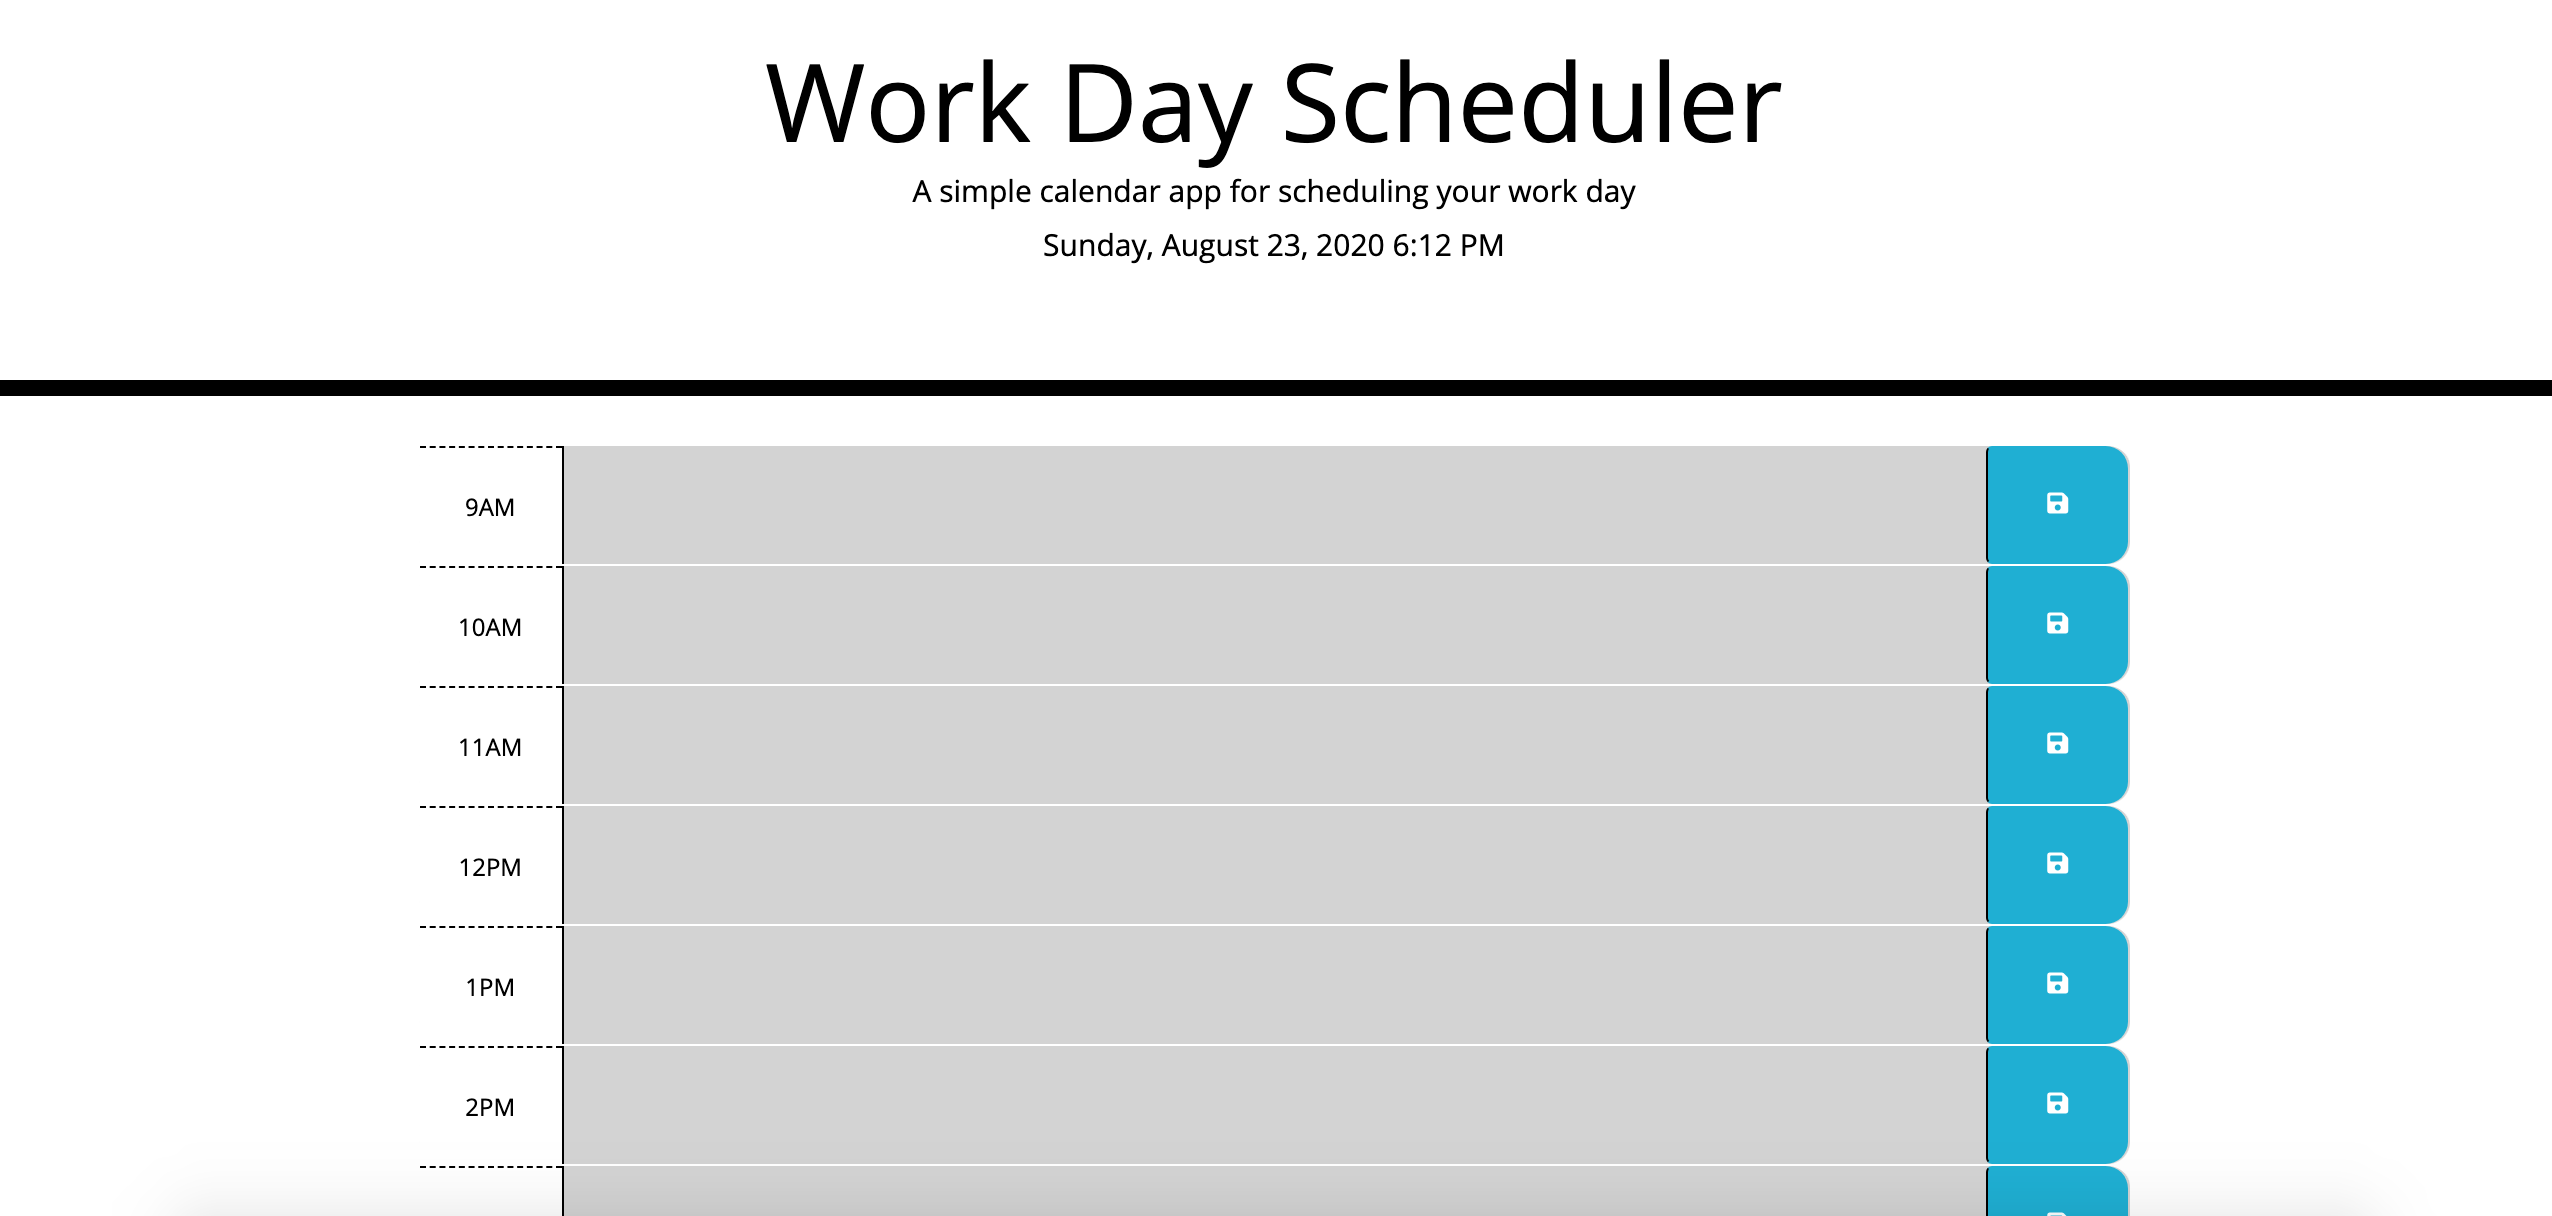 Work Day Scheduler
A simple calendar app for scheduling your work day
Sunday, August 23, 2020 6:12 PM
9AM
10AM
11AM
12PM
1PM
2PM